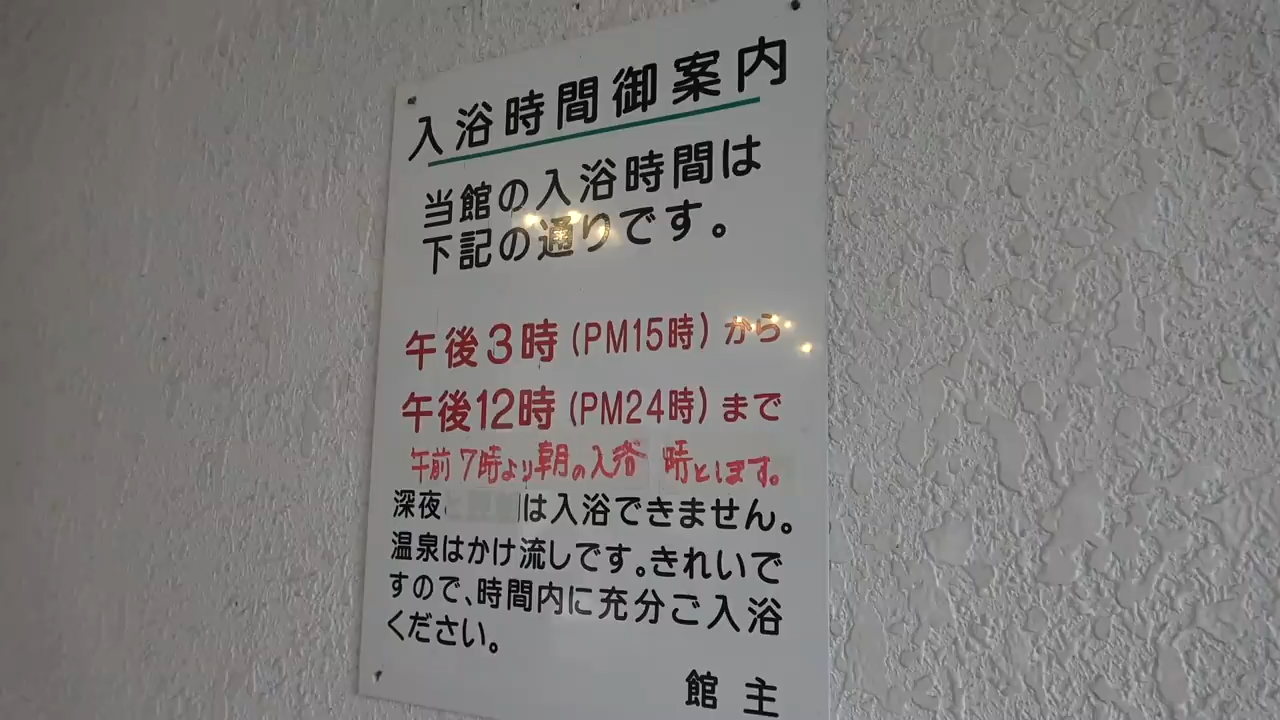 入浴時間御案内
当館の入浴時間は
下記の通りです。
午後3時(PM15時)から
午後12時(PM24時)まで
午前7時より朝の入浴 時とします。
深夜 は入浴できません。
温泉はかけ流しです。きれいで
すので、時間内に充分ご入浴
ください。
館主